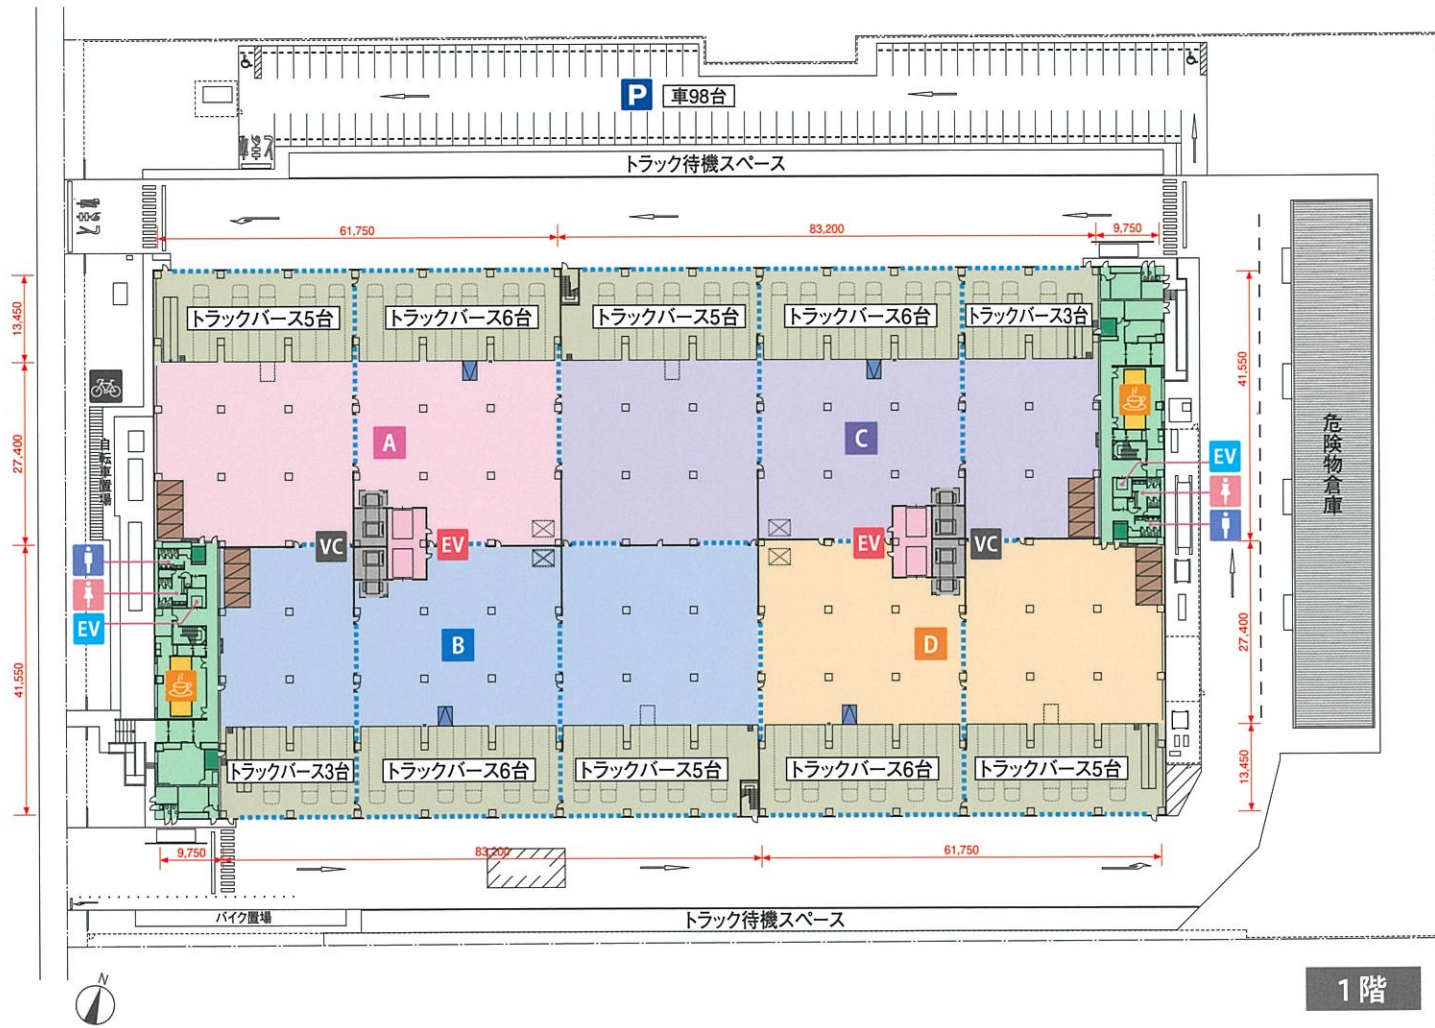 P 車98台
トラック待機スペース
61,750
83,200
9,750
13,450
トラックバース5台
トラックバース6台
トラックバース5台
トラックバース6台
トラックバース3台
41,550
27,400
A
C
自転車置場
EV
危険物倉庫
VC
EV
EV
VC
EV
B
D
41,550
27,400
トラックバース3台
トラックバース6台
トラックバース5台
トラックバース6台
トラックバース5台
13,450
9,750
83,200
61,750
バイク置場
トラック待機スペース
N
1階